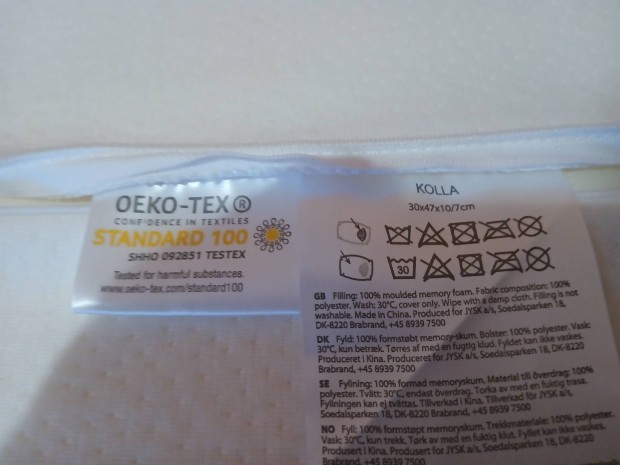 OEKO-TEX®
CONFIDENCE IN TEXTILES
STANDARD 100
SHHO 092851 TESTEX
Tested for harmful substances.
www.oeko-tex.com/standard100
KOLLA
30x47x10/7cm
30
GB Filling: 100% moulded memory foam. Fabric composition: 100%
polyester. Wash: 30°C, cover only. Wipe with a damp cloth. Filling is not
washable. Made in China. Produced for JYSK a/s, Soedalsparken 18,
DK-8220 Brabrand, +45 8939 7500
DK Fyld: 100% formstøbt memory-skum. Bolster: 100% polyester. Vask:
30°C, kun betræk. Tørres af med en fugtig klud. Fyldet kan ikke vaskes.
Produceret i Kina. Produceret for JYSK a/s, Soedalsparken 18, DK-8220
Brabrand, +45 8939 7500
SE Fyllning: 100% formad memoryskum. Material till överdrag: 100%
polyester. Tvätt: 30°C, endast överdrag. Torka av med en fuktig trasa.
Fyllningen kan ej tvättas. Tillverkad i Kina. Tillverkad för JYSK a/s,
Soedalsparken 18, DK-8220 Brabrand, +45 8939 7500
NO Fyll: 100% formstøpt memory-skum. Trekkmateriale: 100% polyester.
Vask: 30°C, kun trekk. Tørk av med en fuktig klut. Fyllet kan ikke vaskes.
Produsert i Kina. Produsert for JYSK a/s, Soedalsparken 18, DK-8220
Brabrand, +45 8939 7500